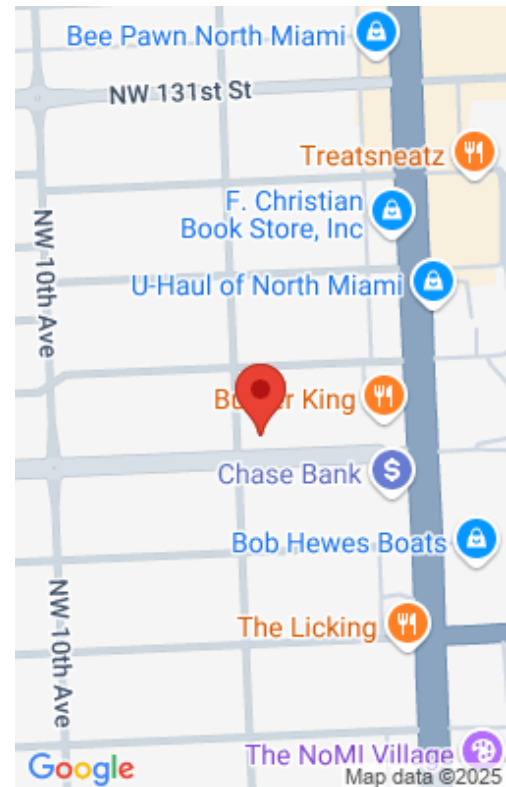 Bee Pawn North Miami
NW 131st St
Treatsneatz
F. Christian
Book Store, Inc
NW 10th Ave
U-Haul of North Miami
King
Chase Bank
Bob Hewes Boats
NW 10th Ave
The Licking
The NoMI Village
Google
Map data ©2025